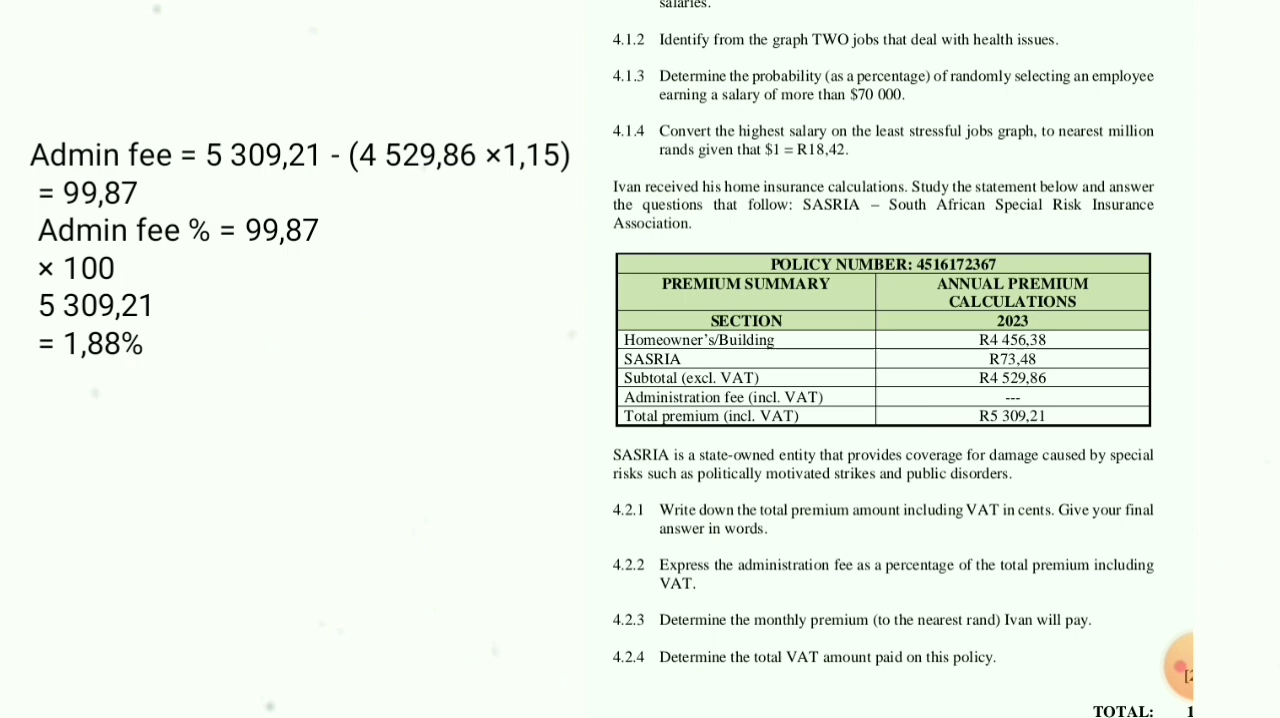 Admin fee = 5 309,21 - (4 529,86 ×1,15)
= 99,87
Admin fee % = 99,87
× 100
5 309,21
= 1,88%
salaries.
4.1.2 Identify from the graph TWO jobs that deal with health issues.
4.1.3 Determine the probability (as a percentage) of randomly selecting an employee
earning a salary of more than $70 000.
4.1.4 Convert the highest salary on the least stressful jobs graph, to nearest million
rands given that $1 = R18,42.
Ivan received his home insurance calculations. Study the statement below and answer
the questions that follow: SASRIA – South African Special Risk Insurance
Association.
POLICY NUMBER: 4516172367
PREMIUM SUMMARY ANNUAL PREMIUM
CALCULATIONS
SECTION 2023
Homeowner's/Building R4 456,38
SASRIA R73,48
Subtotal (excl. VAT) R4 529,86
Administration fee (incl. VAT) ---
Total premium (incl. VAT) R5 309,21
SASRIA is a state-owned entity that provides coverage for damage caused by special
risks such as politically motivated strikes and public disorders.
4.2.1 Write down the total premium amount including VAT in cents. Give your final
answer in words.
4.2.2 Express the administration fee as a percentage of the total premium including
VAT.
4.2.3 Determine the monthly premium (to the nearest rand) Ivan will pay.
4.2.4 Determine the total VAT amount paid on this policy.
TOTAL: 1